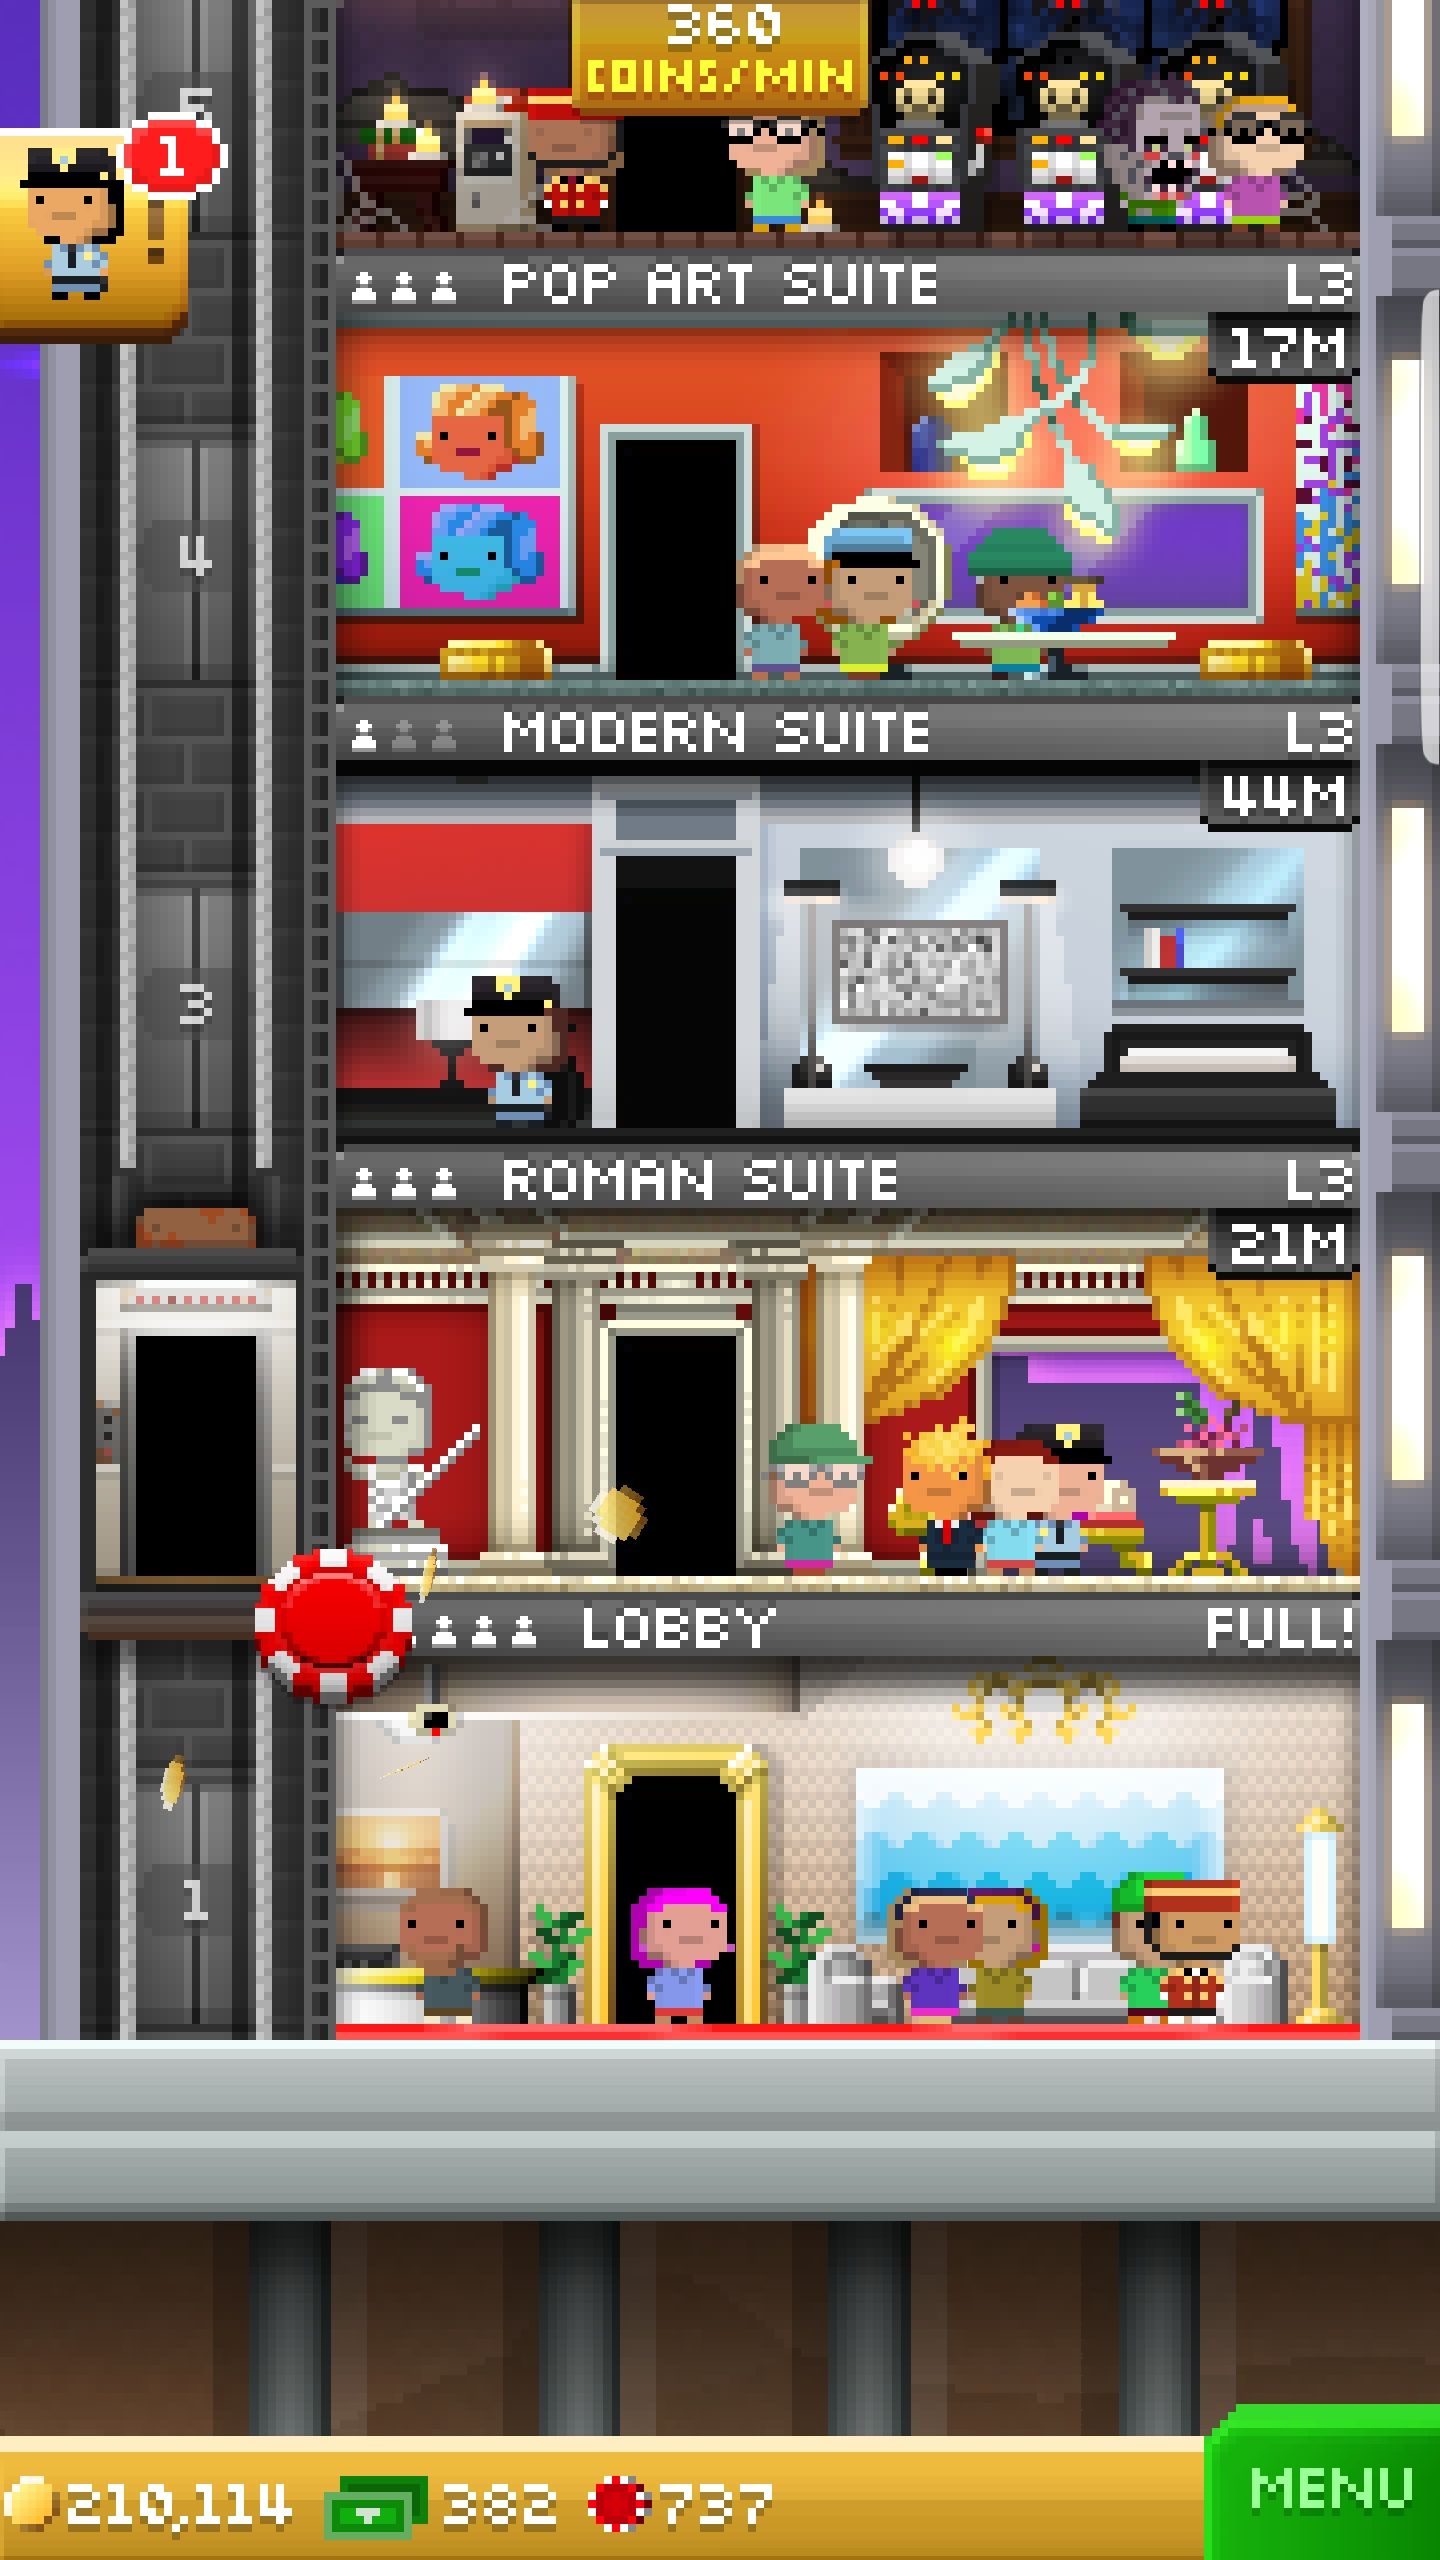 360
COINS/MIN
5
1
!
POP ART SUITE L3
17M
4
MODERN SUITE L3
44M
3
ROMAN SUITE L3
21M
LOBBY FULL!
1
210,114 382 737
MENU